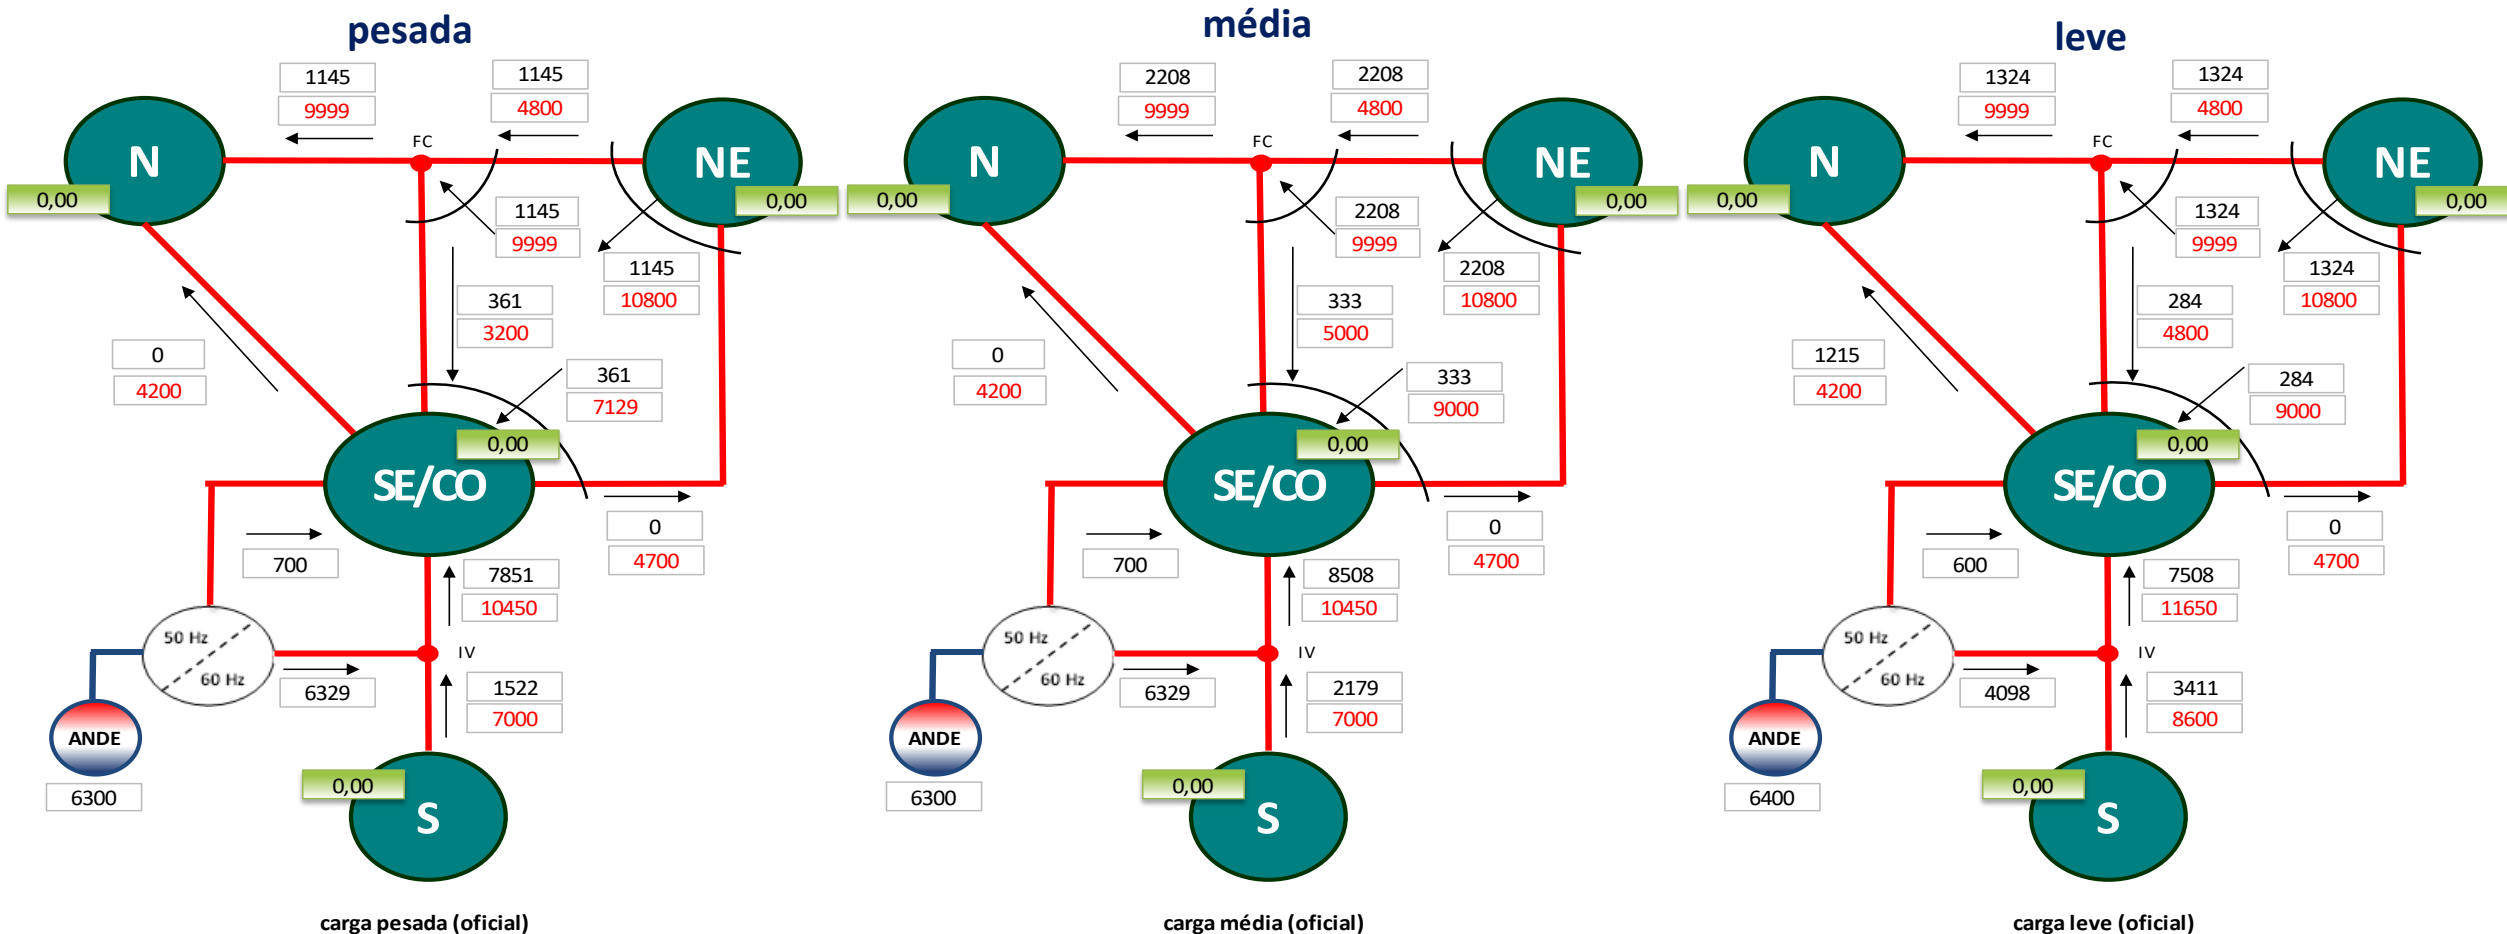 pesada
1145
9999
1145
4800
FC
N
NE
0,00
0,00
1145
9999
1145
10800
361
3200
0
4200
361
7129
0,00
SE/CO
0
4700
700
7851
10450
50 Hz
60 Hz
IV
6329
1522
7000
ANDE
6300
0,00
S
carga pesada (oficial)
média
2208
9999
2208
4800
FC
N
NE
0,00
0,00
2208
9999
2208
10800
333
5000
0
4200
333
9000
0,00
SE/CO
0
4700
700
8508
10450
50 Hz
60 Hz
IV
6329
2179
7000
ANDE
6300
0,00
S
carga média (oficial)
leve
1324
9999
1324
4800
FC
N
NE
0,00
0,00
1324
9999
1324
10800
284
4800
1215
4200
284
9000
0,00
SE/CO
0
4700
600
7508
11650
50 Hz
60 Hz
IV
4098
3411
8600
ANDE
6400
0,00
S
carga leve (oficial)